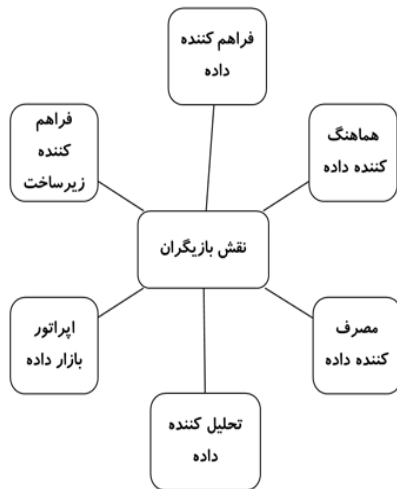 فراهم کننده
داده
هماهنگ
کننده داده
فراهم
کننده
زیرساخت
نقش بازیگران
مصرف
کننده داده
اپراتور
بازار داده
تحلیل کننده
داده